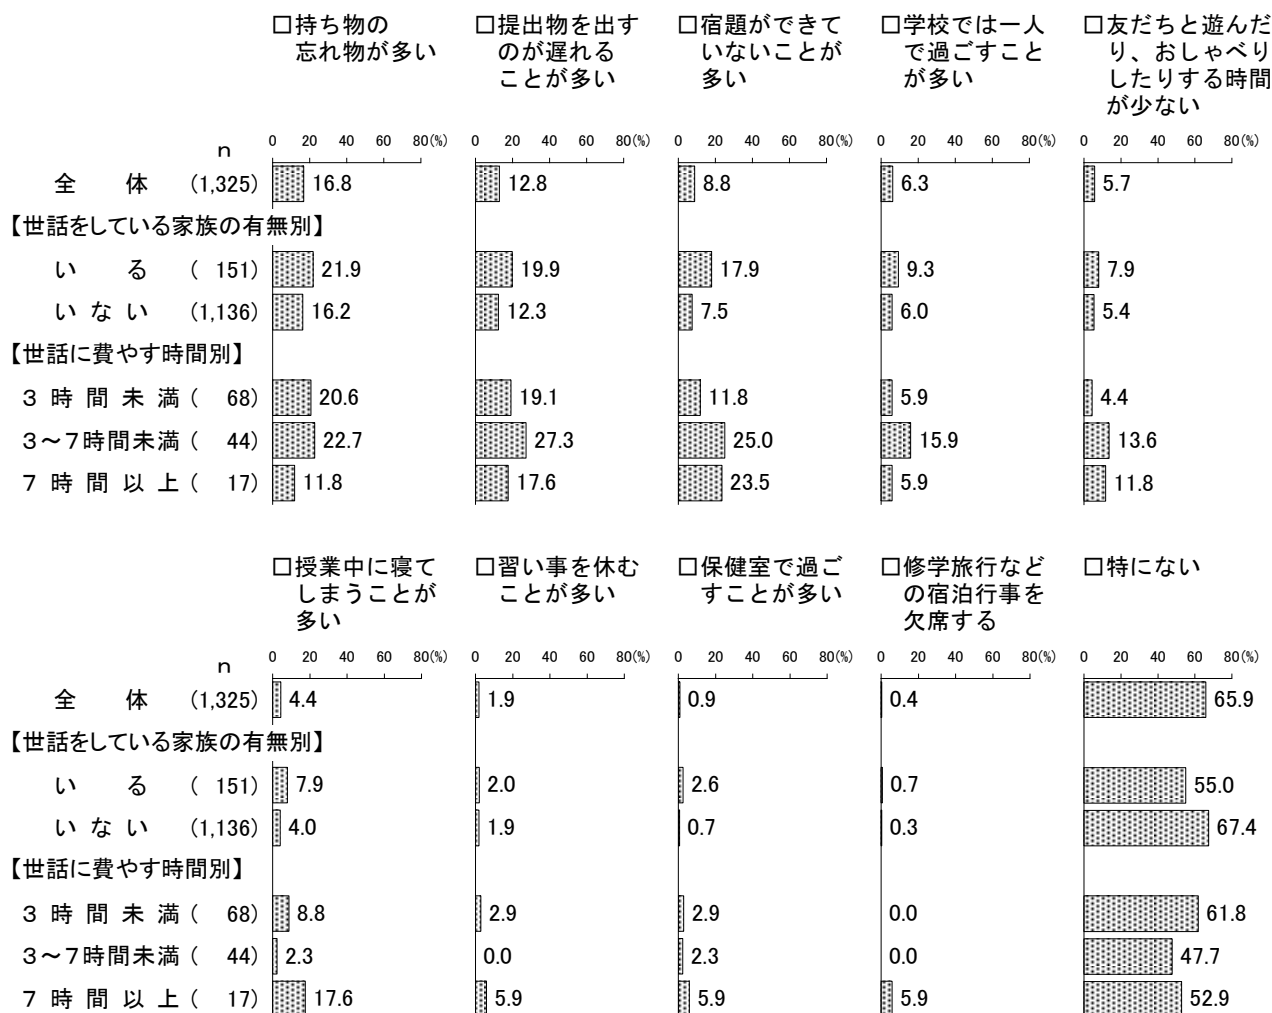 □持ち物の 忘れ物が多い
□提出物を出す のが遅れる ことが多い
□宿題ができて いないことが 多い
□学校では一人 で過ごすこと が多い
□友だちと遊んだ り、おしゃべり したりする時間 が少ない
0 20 40 60 80(%) 0 20 40 60 80(%) 0 20 40 60 80(%) 0 20 40 60 80(%) 0 20 40 60 80(%)
n
全体 (1,325) 16.8 12.8 8.8 6.3 5.7
【世話をしている家族の有無別】
いる ( 151) 21.9 19.9 17.9 9.3 7.9
いない (1,136) 16.2 12.3 7.5 6.0 5.4
【世話に費やす時間別】
3時間未満 ( 68) 20.6 19.1 11.8 5.9 4.4
3～7時間未満 ( 44) 22.7 27.3 25.0 15.9 13.6
7時間以上 ( 17) 11.8 17.6 23.5 5.9 11.8
□授業中に寝て しまうことが 多い
□習い事を休む ことが多い
□保健室で過ご すことが多い
□修学旅行など の宿泊行事を 欠席する
□特にない
0 20 40 60 80(%) 0 20 40 60 80(%) 0 20 40 60 80(%) 0 20 40 60 80(%) 0 20 40 60 80(%)
n
全体 (1,325) 4.4 1.9 0.9 0.4 65.9
【世話をしている家族の有無別】
いる ( 151) 7.9 2.0 2.6 0.7 55.0
いない (1,136) 4.0 1.9 0.7 0.3 67.4
【世話に費やす時間別】
3時間未満 ( 68) 8.8 2.9 2.9 0.0 61.8
3～7時間未満 ( 44) 2.3 0.0 2.3 0.0 47.7
7時間以上 ( 17) 17.6 5.9 5.9 5.9 52.9